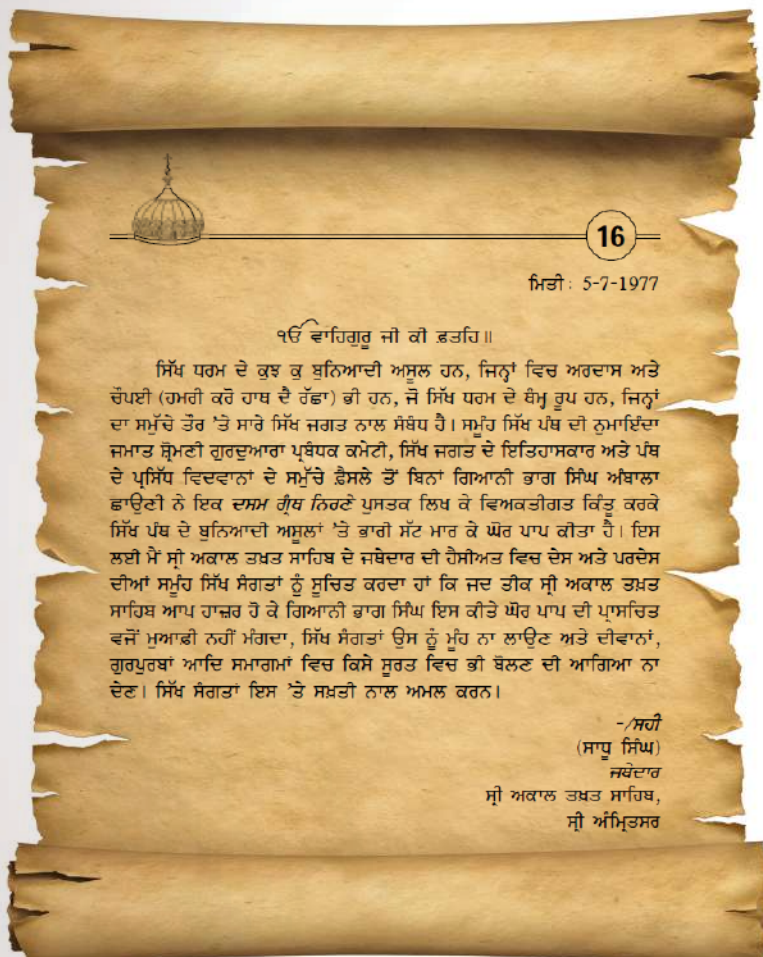 16
ਮਿਤੀ: 5-7-1977
ੴ ਵਾਹਿਗੁਰੂ ਜੀ ਕੀ ਫ਼ਤਹਿ॥
ਸਿੱਖ ਧਰਮ ਦੇ ਕੁਝ ਕੁ ਬੁਨਿਆਦੀ ਅਸੂਲ ਹਨ, ਜਿਨ੍ਹਾਂ ਵਿਚ ਅਰਦਾਸ ਅਤੇ
ਚੌਪਈ (ਹਮਰੀ ਕਰੋ ਹਾਥ ਦੈ ਰੱਛਾ) ਭੀ ਹਨ, ਜੋ ਸਿੱਖ ਧਰਮ ਦੇ ਥੰਮ੍ਹ ਰੂਪ ਹਨ, ਜਿਨ੍ਹਾਂ
ਦਾ ਸਮੁੱਚੇ ਤੌਰ 'ਤੇ ਸਾਰੇ ਸਿੱਖ ਜਗਤ ਨਾਲ ਸੰਬੰਧ ਹੈ। ਸਮੂੰਹ ਸਿੱਖ ਪੰਥ ਦੀ ਨੁਮਾਇੰਦਾ
ਜਮਾਤ ਸ਼੍ਰੋਮਣੀ ਗੁਰਦੁਆਰਾ ਪ੍ਰਬੰਧਕ ਕਮੇਟੀ, ਸਿੱਖ ਜਗਤ ਦੇ ਇਤਿਹਾਸਕਾਰ ਅਤੇ ਪੰਥ
ਦੇ ਪ੍ਰਸਿੱਧ ਵਿਦਵਾਨਾਂ ਦੇ ਸਮੁੱਚੇ ਫ਼ੈਸਲੇ ਤੋਂ ਬਿਨਾਂ ਗਿਆਨੀ ਭਾਗ ਸਿੰਘ ਅੰਬਾਲਾ
ਛਾਉਣੀ ਨੇ ਇਕ ਦਸਮ ਗ੍ਰੰਥ ਨਿਰਣੇ ਪੁਸਤਕ ਲਿਖ ਕੇ ਵਿਅਕਤੀਗਤ ਕਿੰਤੂ ਕਰਕੇ
ਸਿੱਖ ਪੰਥ ਦੇ ਬੁਨਿਆਦੀ ਅਸੂਲਾਂ 'ਤੇ ਭਾਰੀ ਸੱਟ ਮਾਰ ਕੇ ਘੋਰ ਪਾਪ ਕੀਤਾ ਹੈ। ਇਸ
ਲਈ ਮੈਂ ਸ੍ਰੀ ਅਕਾਲ ਤਖ਼ਤ ਸਾਹਿਬ ਦੇ ਜਥੇਦਾਰ ਦੀ ਹੈਸੀਅਤ ਵਿਚ ਦੇਸ ਅਤੇ ਪਰਦੇਸ
ਦੀਆਂ ਸਮੂੰਹ ਸਿੱਖ ਸੰਗਤਾਂ ਨੂੰ ਸੂਚਿਤ ਕਰਦਾ ਹਾਂ ਕਿ ਜਦ ਤੀਕ ਸ੍ਰੀ ਅਕਾਲ ਤਖ਼ਤ
ਸਾਹਿਬ ਆਪ ਹਾਜ਼ਰ ਹੋ ਕੇ ਗਿਆਨੀ ਭਾਗ ਸਿੰਘ ਇਸ ਕੀਤੇ ਘੋਰ ਪਾਪ ਦੀ ਪ੍ਰਾਸਚਿਤ
ਵਜੋਂ ਮੁਆਫ਼ੀ ਨਹੀਂ ਮੰਗਦਾ, ਸਿੱਖ ਸੰਗਤਾਂ ਉਸ ਨੂੰ ਮੂੰਹ ਨਾ ਲਾਉਣ ਅਤੇ ਦੀਵਾਨਾਂ,
ਗੁਰਪੁਰਬਾਂ ਆਦਿ ਸਮਾਗਮਾਂ ਵਿਚ ਕਿਸੇ ਸੂਰਤ ਵਿਚ ਭੀ ਬੋਲਣ ਦੀ ਆਗਿਆ ਨਾ
ਦੇਣ। ਸਿੱਖ ਸੰਗਤਾਂ ਇਸ 'ਤੇ ਸਖ਼ਤੀ ਨਾਲ ਅਮਲ ਕਰਨ।
-/ਸਹੀ
(ਸਾਧੂ ਸਿੰਘ)
ਜਥੇਦਾਰ
ਸ੍ਰੀ ਅਕਾਲ ਤਖ਼ਤ ਸਾਹਿਬ,
ਸ੍ਰੀ ਅੰਮ੍ਰਿਤਸਰ